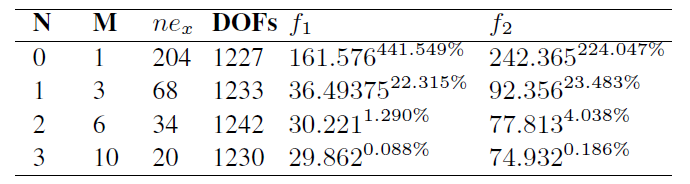 N M ne_x DOFs f_1 f_2
0 1 204 1227 161.576^441.549% 242.365^224.047%
1 3 68 1233 36.49375^22.315% 92.356^23.483%
2 6 34 1242 30.221^1.290% 77.813^4.038%
3 10 20 1230 29.862^0.088% 74.932^0.186%